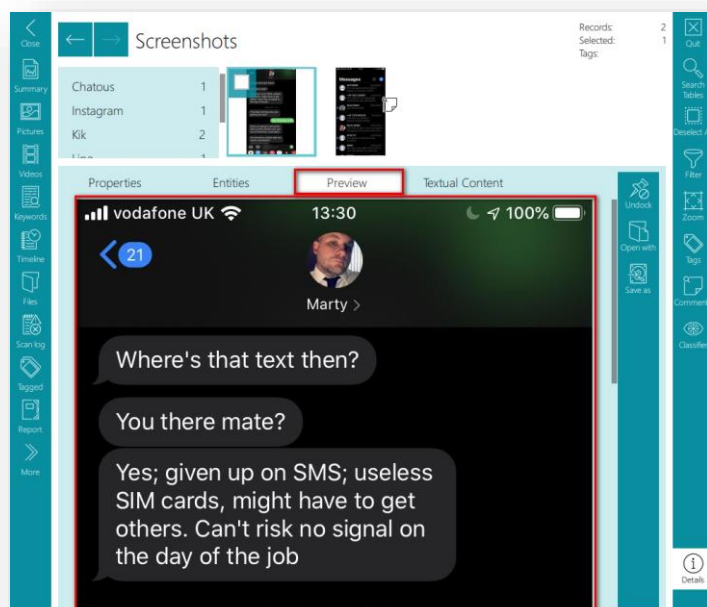 Close
Summary
Pictures
Videos
Keywords
Timeline
Files
Scan log
Tagged
Report
More
Screenshots
Records: 2
Selected: 1
Tags:
Chatous 1
Instagram 1
Kik 2
Properties Entities Preview Textual Content
vodafone UK 13:30 100%
21
Marty >
Where's that text then?
You there mate?
Yes; given up on SMS; useless
SIM cards, might have to get
others. Can't risk no signal on
the day of the job
Undock
Open with
Save as
Quit
Search
Tables
Deselect
Filter
Zoom
Tags
Comment
Classifier
Details